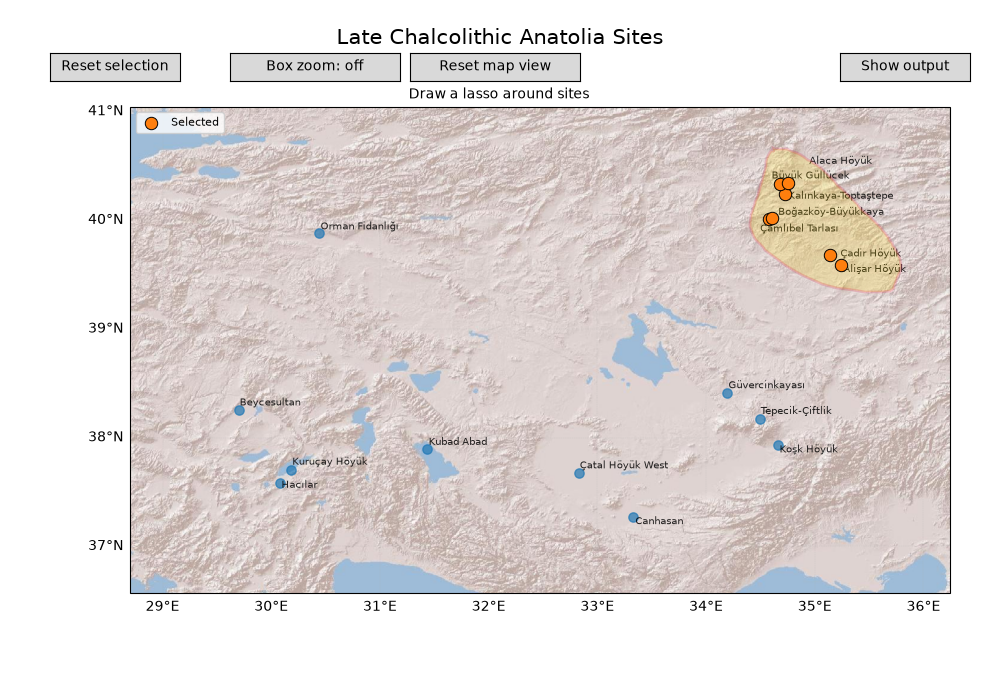 Late Chalcolithic Anatolia Sites
Reset selection
Box zoom: off
Reset map view
Show output
Draw a lasso around sites
41°N
Selected
Alaca Höyük
Büyük Güllücek
Kalınkaya-Toptaştepe
40°N
Boğazköy-Büyükkaya
Orman Fidanlığı
Çamlıbel Tarlası
Çadır Höyük
Alişar Höyük
39°N
Güvercinkayası
Beycesultan
Tepecik-Çiftlik
38°N
Kubad Abad
Koşk Höyük
Kuruçay Höyük
Çatal Höyük West
Hacılar
Canhasan
37°N
29°E
30°E
31°E
32°E
33°E
34°E
35°E
36°E